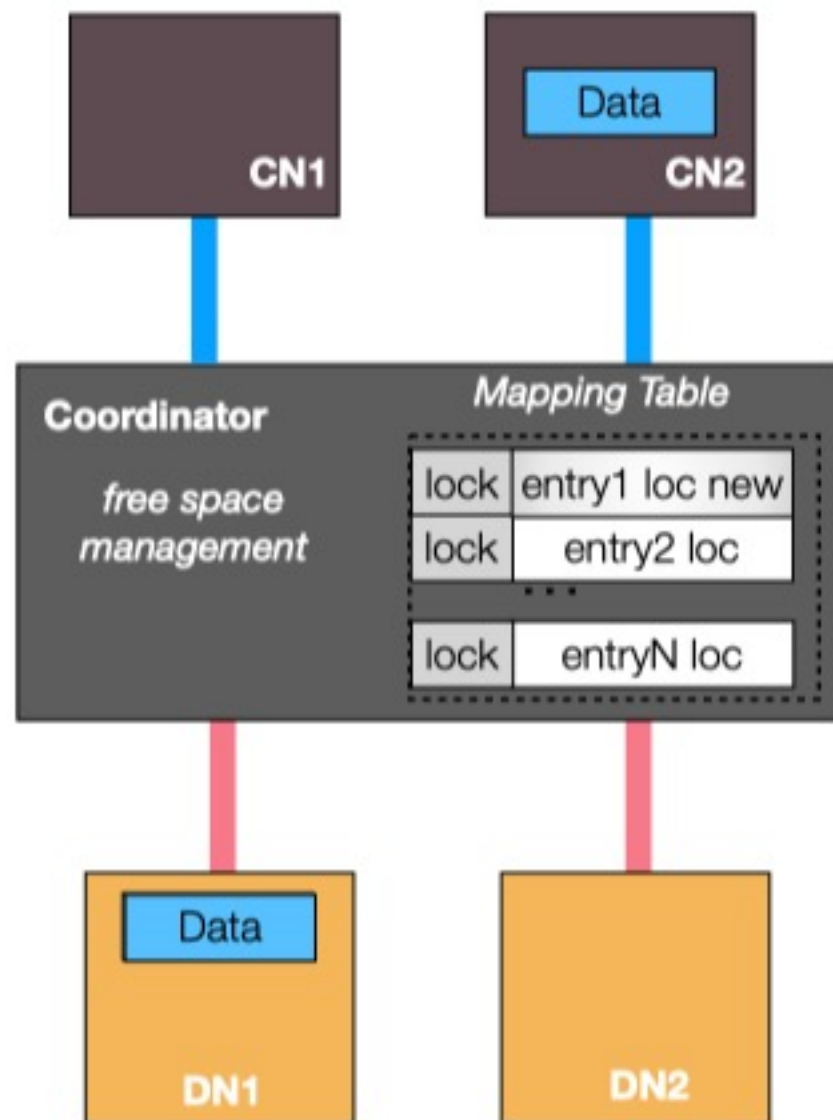 CN1
Data
CN2
Coordinator
free space
management
Mapping Table
lock entry1 loc new
lock entry2 loc
...
lock entryN loc
Data
DN1
DN2